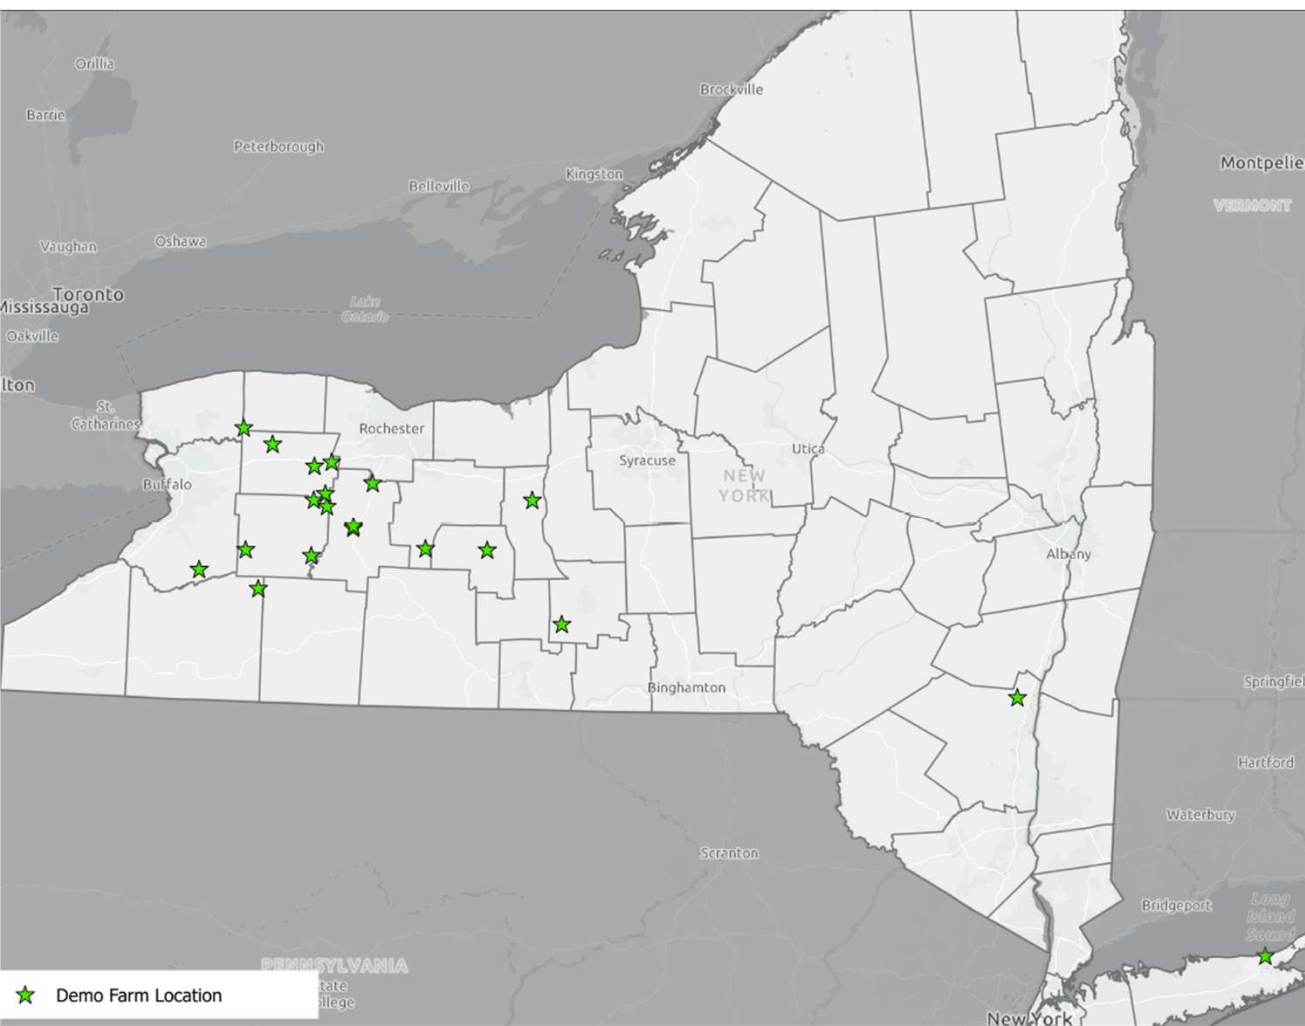 Orillia
Barrie
Brockville
Peterborough
Kingston
Montpelie
Belleville
VERMONT
Vaughan
Oshawa
Toronto
Mississauga
Lake
Ontario
Oakville
lton
St.
Catharines
Rochester
Utica
Syracuse
NEW
YORK
Buffalo
Albany
Springfiel
Binghamton
Hartford
Waterbury
Scranton
Bridgeport
Long
Island
Sound
PENNSYLVANIA
State
ollege
Demo Farm Location
New York